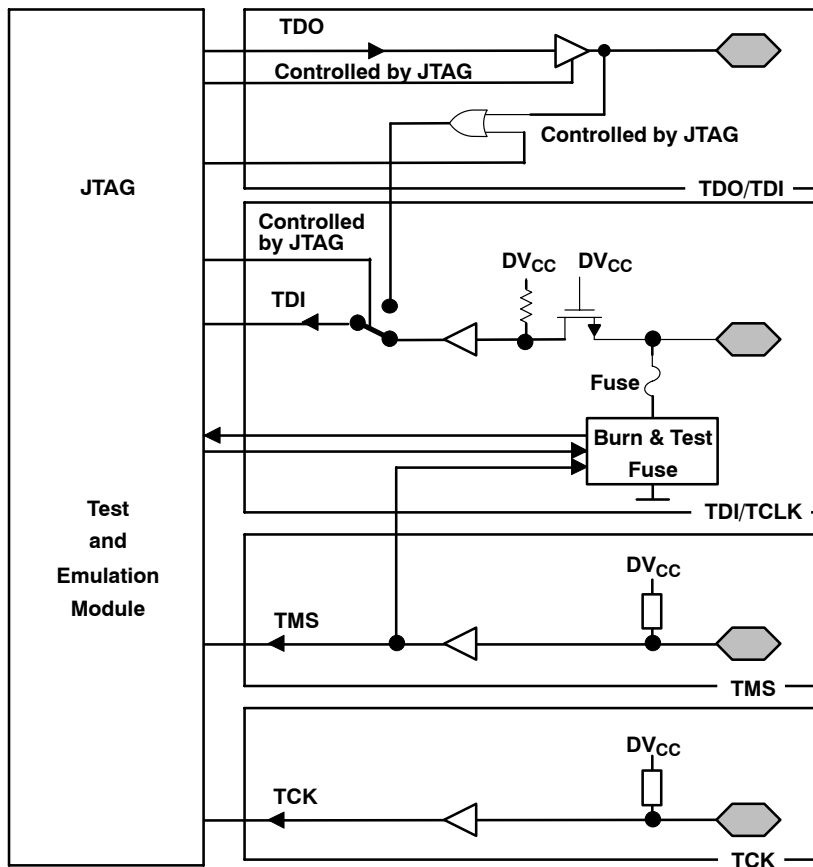 TDO
Controlled by JTAG
Controlled by JTAG
JTAG
TDO/TDI
Controlled
by JTAG
DVCC
DVCC
TDI
Fuse
Burn & Test
Fuse
TDI/TCLK
Test
and
Emulation
Module
DVCC
TMS
TMS
DVCC
TCK
TCK